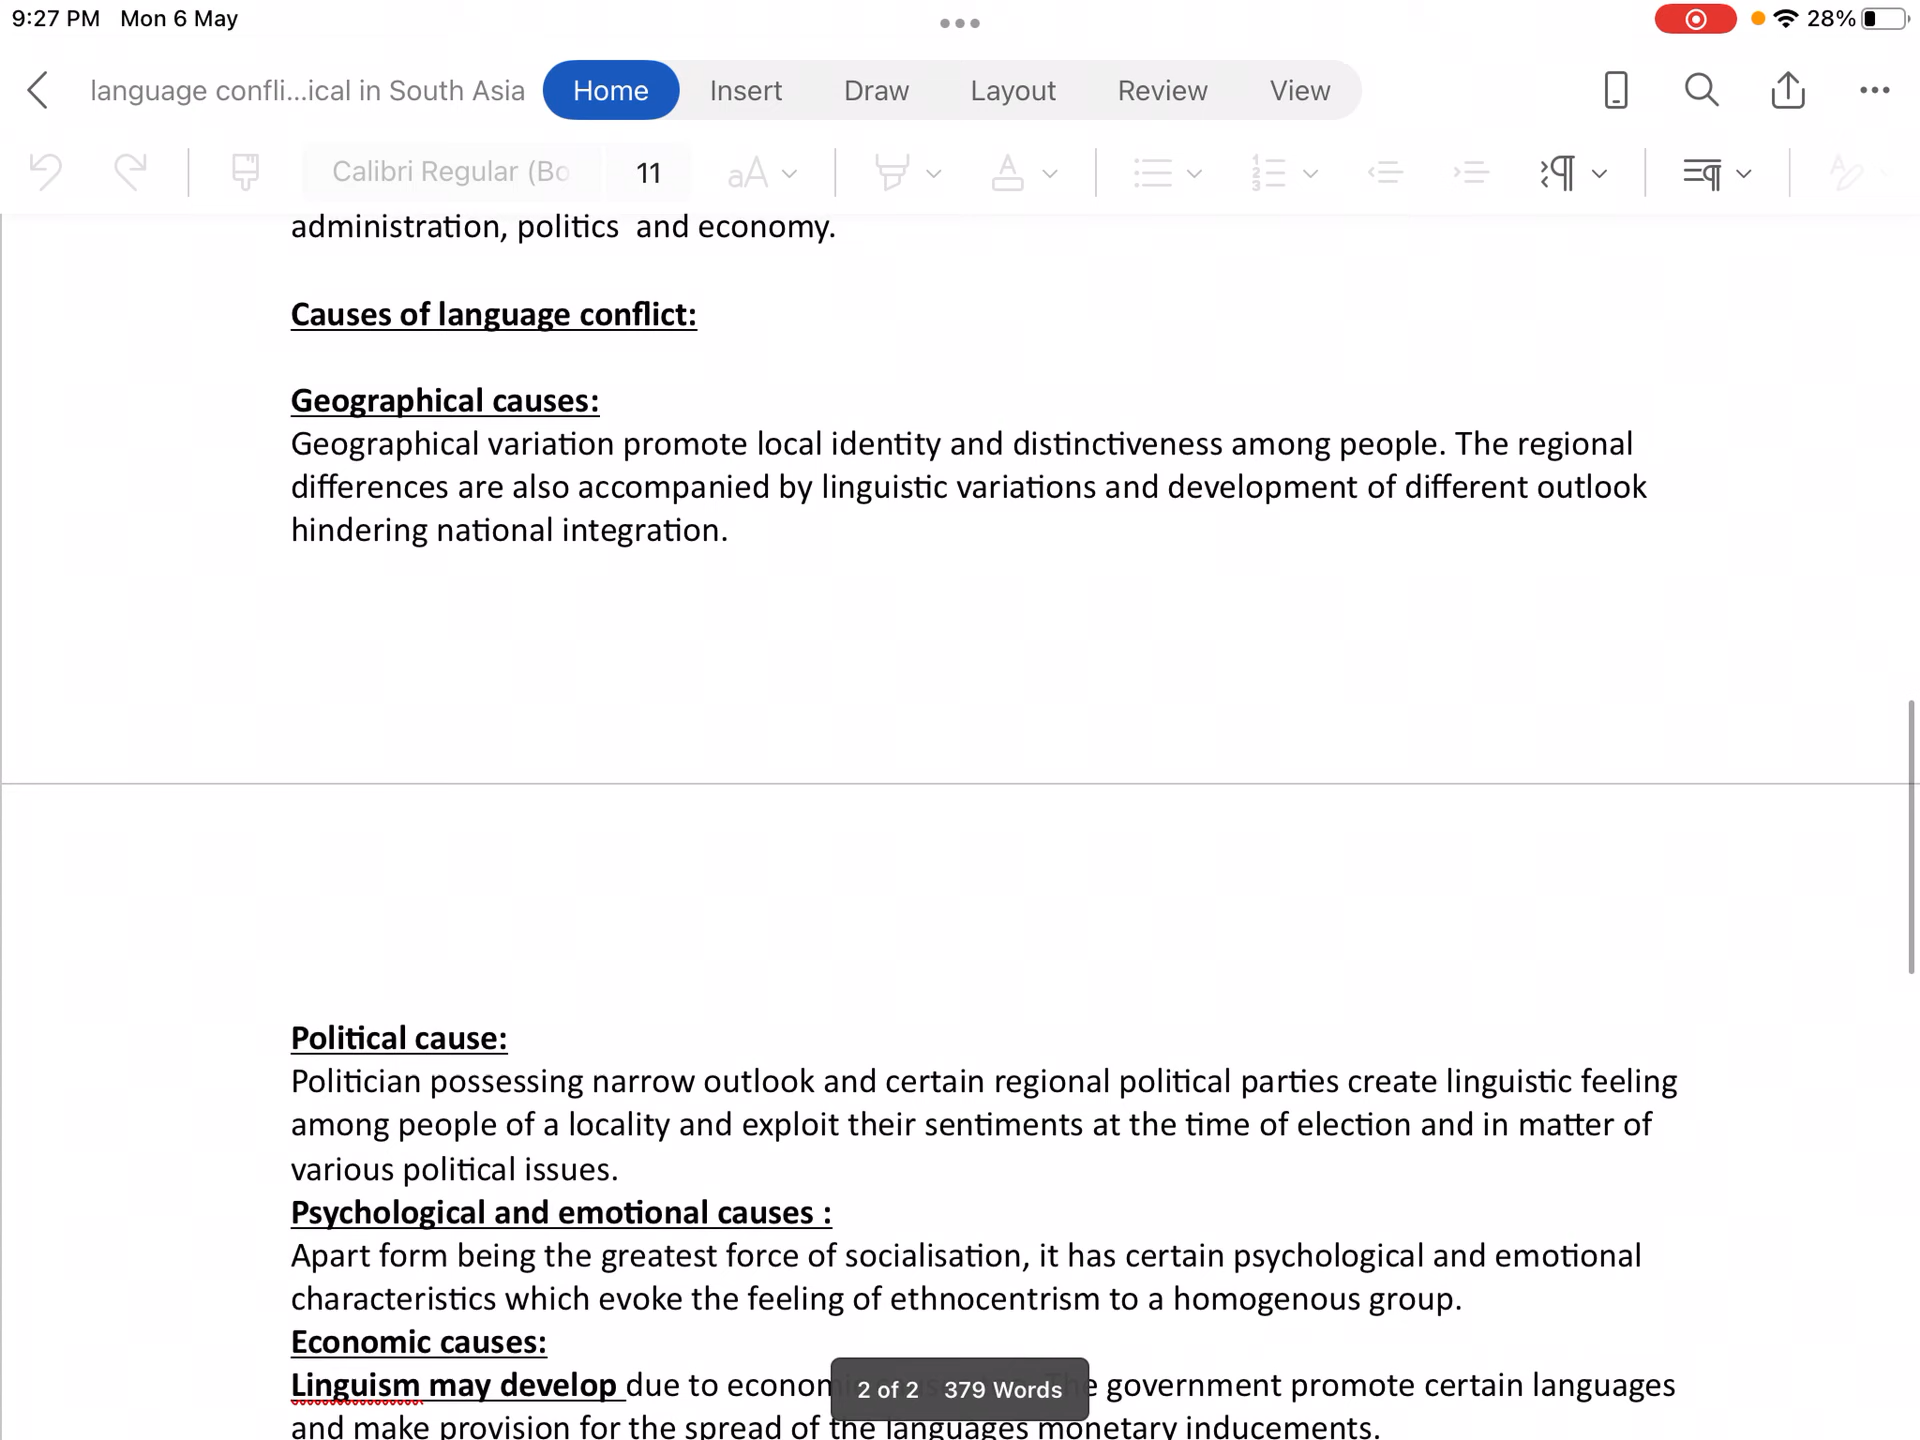 9:27 PM Mon 6 May
28%
language confli...ical in South Asia Home Insert Draw Layout Review View
Calibri Regular (Bo 11 aA
administration, politics and economy.
Causes of language conflict:
Geographical causes:
Geographical variation promote local identity and distinctiveness among people. The regional
differences are also accompanied by linguistic variations and development of different outlook
hindering national integration.
Political cause:
Politician possessing narrow outlook and certain regional political parties create linguistic feeling
among people of a locality and exploit their sentiments at the time of election and in matter of
various political issues.
Psychological and emotional causes :
Apart form being the greatest force of socialisation, it has certain psychological and emotional
characteristics which evoke the feeling of ethnocentrism to a homogenous group.
Economic causes:
Linguism may develop due to government promote certain languages
2 of 2 379 Words
and make provision for the spread of the languages monetary inducements.